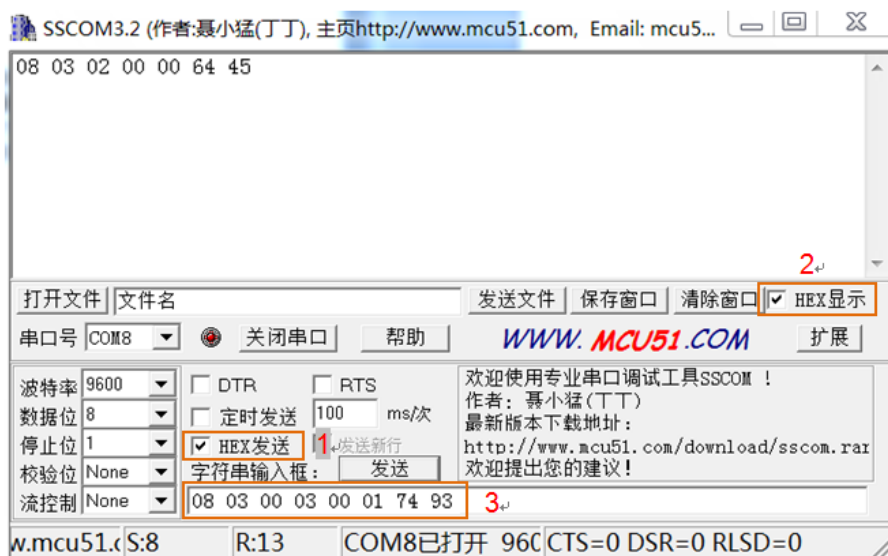 SSCOM3.2 (作者:聂小猛(丁丁), 主页http://www.mcu51.com, Email: mcu5...
08 03 02 00 00 64 45
2
打开文件 文件名 发送文件 保存窗口 清除窗口 HEX显示
串口号 COM8 关闭串口 帮助 WWW. MCU51 .COM 扩展
波特率 9600 DTR RTS
数据位 8 定时发送 100 ms/次
停止位 1 HEX发送 1 发送新行
校验位 None 字符串输入框： 发送
流控制 None 08 03 00 03 00 01 74 93 3
欢迎使用专业串口调试工具SSCOM ！
作者: 聂小猛(丁丁)
最新版本下载地址：
http://www.mcu51.com/download/sscom.rar
欢迎提出您的建议!
w.mcu51.c S:8 R:13 COM8已打开 960 CTS=0 DSR=0 RLSD=0